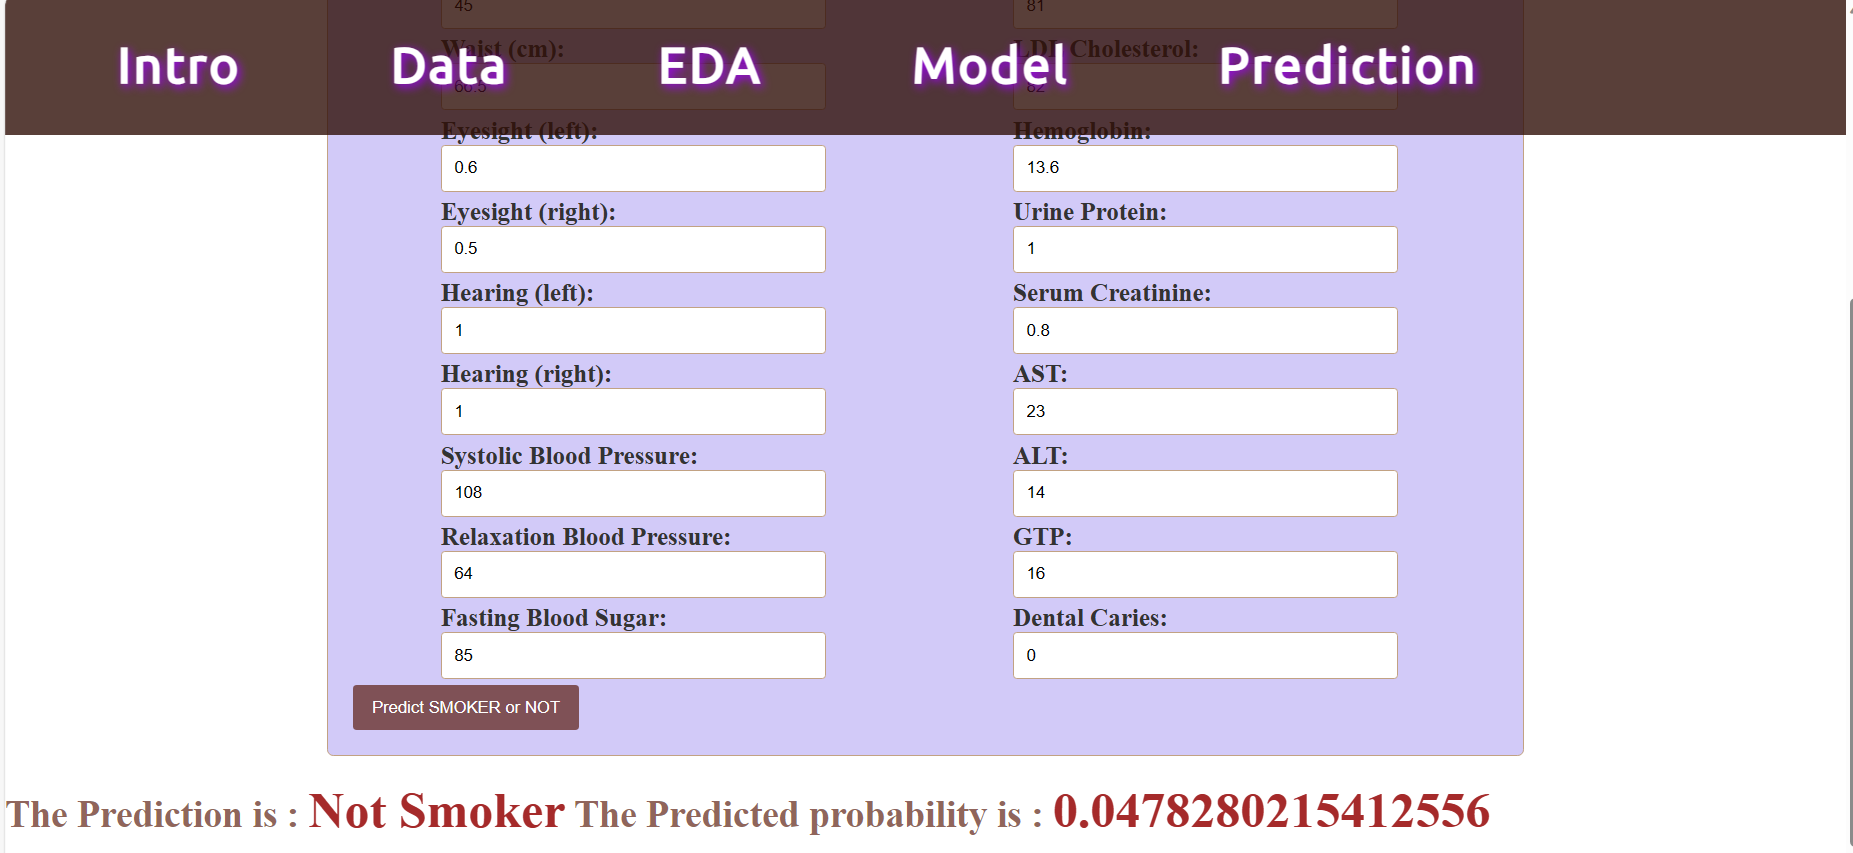 45 81
Intro Data EDA Model Prediction
Waist (cm): LDL Cholesterol:
66.5 82
Eyesight (left): Hemoglobin:
0.6 13.6
Eyesight (right): Urine Protein:
0.5 1
Hearing (left): Serum Creatinine:
1 0.8
Hearing (right): AST:
1 23
Systolic Blood Pressure: ALT:
108 14
Relaxation Blood Pressure: GTP:
64 16
Fasting Blood Sugar: Dental Caries:
85 0
Predict SMOKER or NOT
The Prediction is : Not Smoker The Predicted probability is : 0.0478280215412556